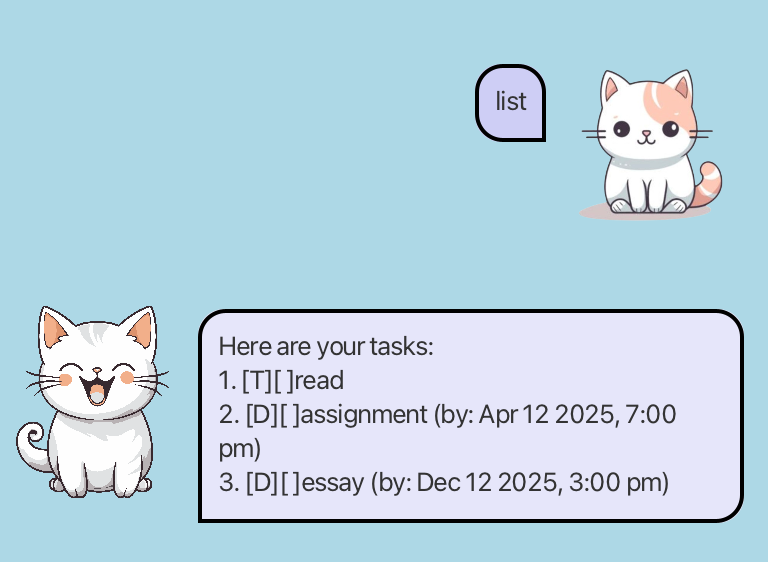 list
Here are your tasks:
1. [T][ ]read
2. [D][ ]assignment (by: Apr 12 2025, 7:00
pm)
3. [D][ ]essay (by: Dec 12 2025, 3:00 pm)